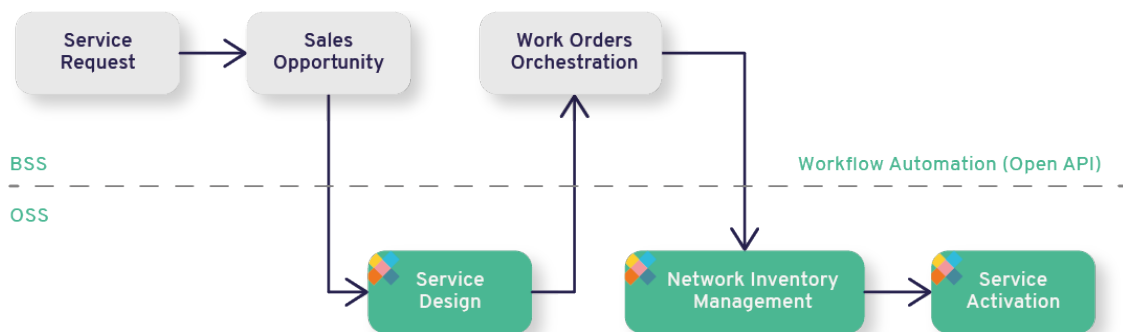 Service
Request
Sales
Opportunity
Work Orders
Orchestration
BSS
Workflow Automation (Open API)
OSS
Service
Design
Network Inventory
Management
Service
Activation